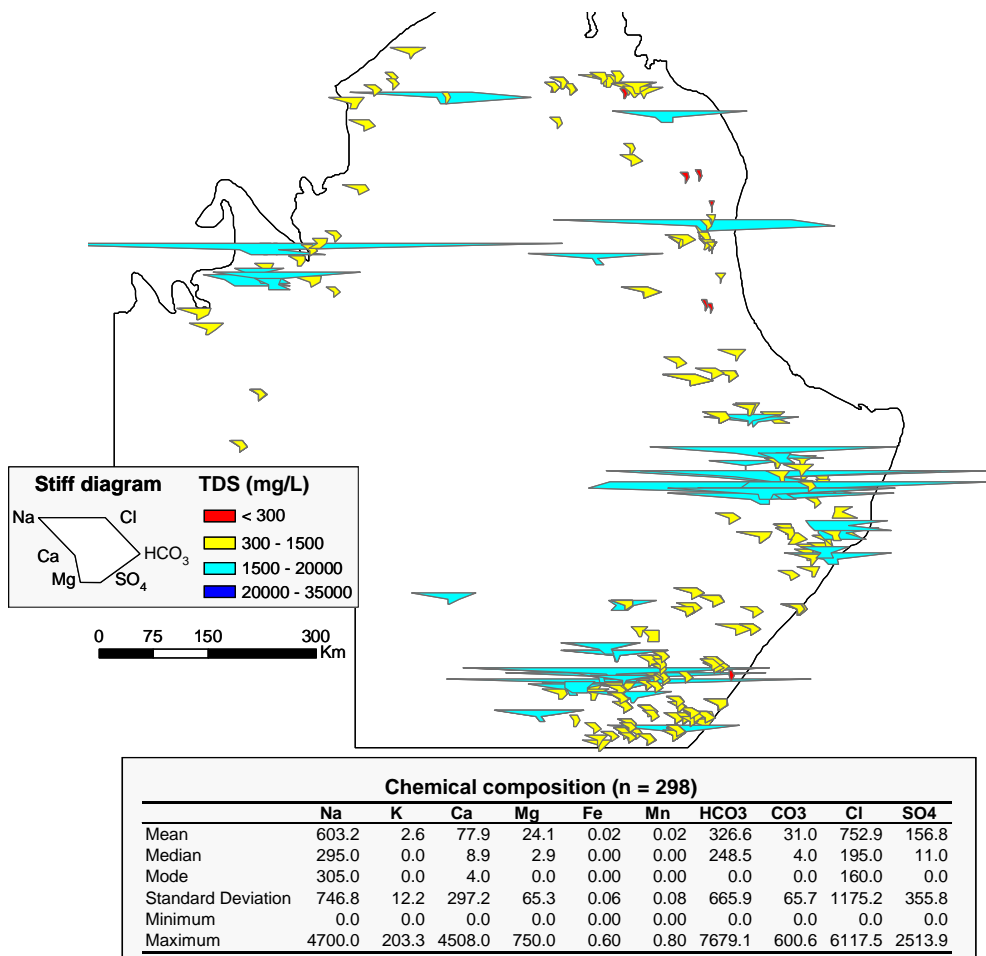 Stiff diagram
Na
Cl
Ca
HCO3
Mg
SO4
TDS (mg/L)
< 300
300 - 1500
1500 - 20000
20000 - 35000
0 75 150 300
Km
Chemical composition (n = 298)
Na K Ca Mg Fe Mn HCO3 CO3 Cl SO4
Mean 603.2 2.6 77.9 24.1 0.02 0.02 326.6 31.0 752.9 156.8
Median 295.0 0.0 8.9 2.9 0.00 0.00 248.5 4.0 195.0 11.0
Mode 305.0 0.0 4.0 0.0 0.00 0.00 0.0 0.0 160.0 0.0
Standard Deviation 746.8 12.2 297.2 65.3 0.06 0.08 665.9 65.7 1175.2 355.8
Minimum 0.0 0.0 0.0 0.0 0.00 0.00 0.0 0.0 0.0 0.0
Maximum 4700.0 203.3 4508.0 750.0 0.60 0.80 7679.1 600.6 6117.5 2513.9